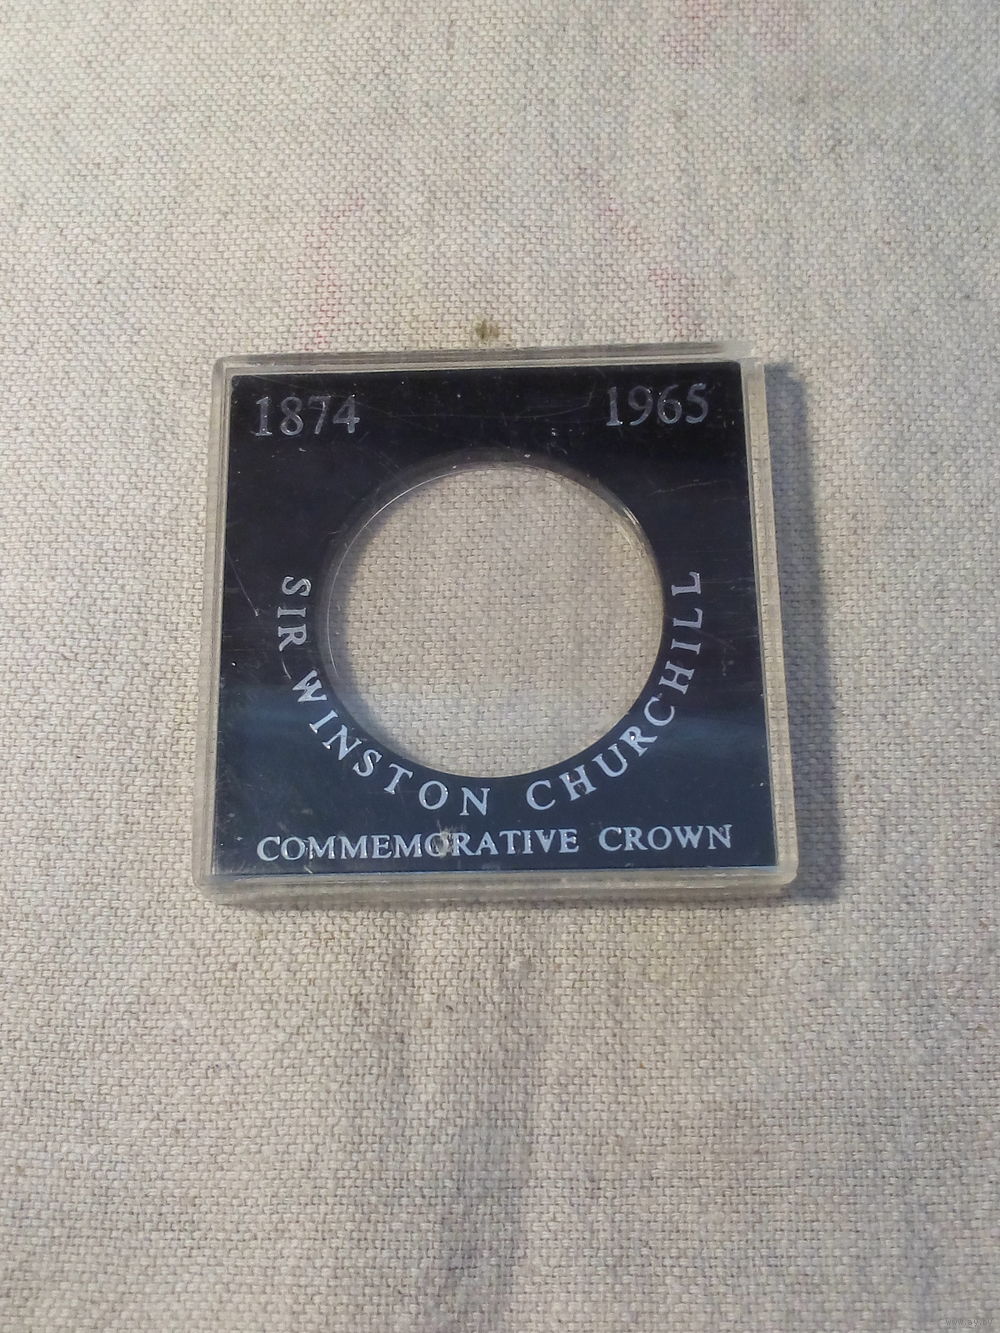 1874 1965
SIR WINSTON CHURCHILL
COMMEMORATIVE CROWN